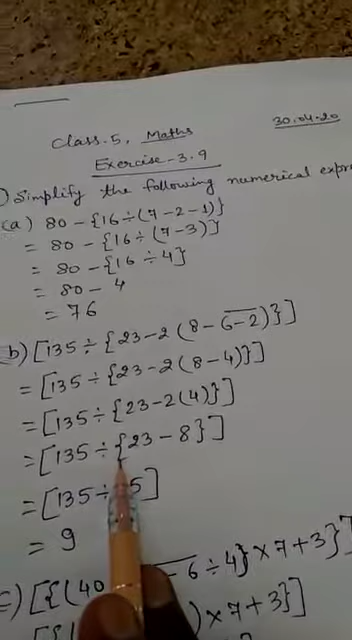 Class-5, Maths
30.04-20
Exercise-3.9
Simplify the following numerical
(a) 80 - {16÷(7-2-1)}
= 80 - {16÷(7-3)}
= 80 - {16÷4}
= 80 - 4
= 76
b) [135 ÷ {23-2(8-6̅-̅2̅)}]
= [135 ÷ {23-2(8-4)}]
= [135 ÷ {23-2(4)}]
= [135 ÷ {23-8}]
= [135 ÷ 5]
= 9
c) [{(40 -6 ÷4} ×7+3}]
) ×7+3}]